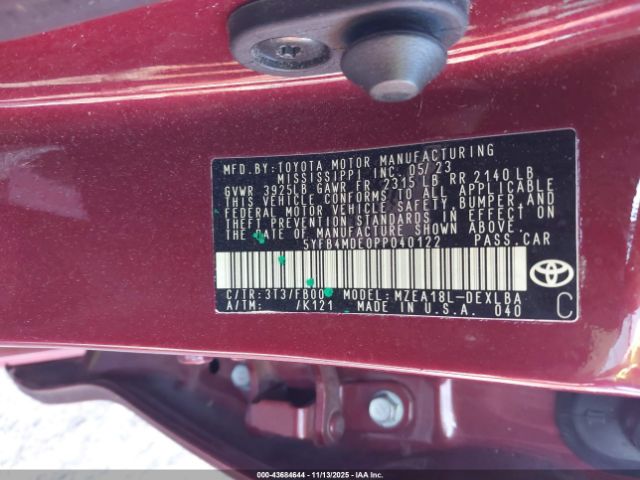 MFD.BY: TOYOTA MOTOR MANUFACTURING
MISSISSIPPI INC. 05/23
GVWR 3925LB GAWR FR 2315 LB RR 2140 LB
THIS VEHICLE CONFORMS TO ALL APPLICABLE
FEDERAL MOTOR VEHICLE SAFETY, BUMPER, AND
THEFT PREVENTION STANDARDS IN EFFECT ON
THE DATE OF MANUFACTURE SHOWN ABOVE.
5YFB4MDE0PP040122 PASS.CAR
C/TR: 3T3/FB00 MODEL: MZEA18L-DEXLBA
A/TM: /K121 MADE IN U.S.A. 040
C
000-43684644 - 11/13/2025 - IAA Inc.